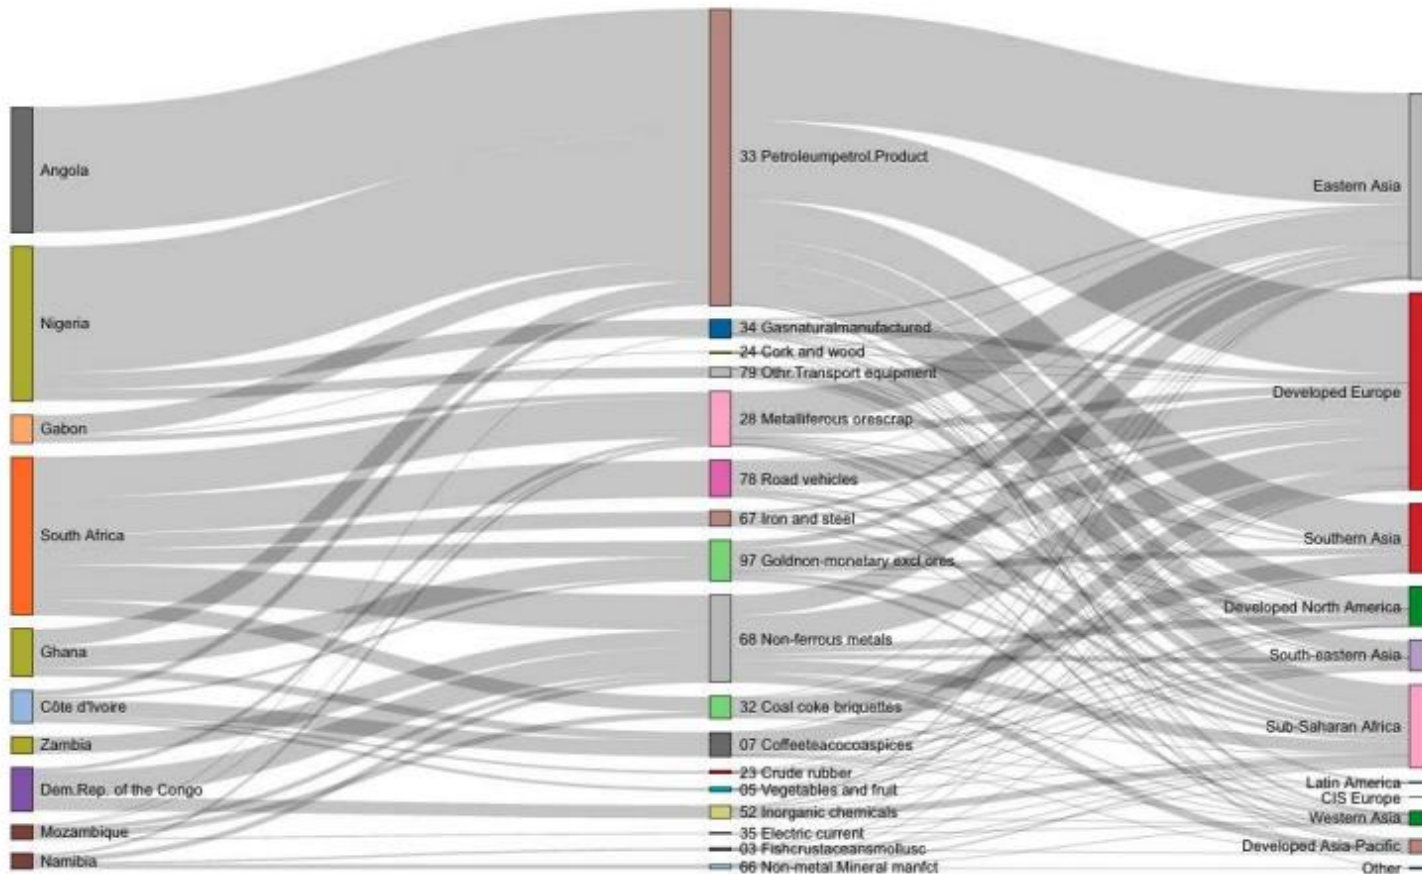 Angola
Nigeria
Gabon
South Africa
Ghana
Côte d'Ivoire
Zambia
Dem.Rep. of the Congo
Mozambique
Namibia
33 Petroleumpetrol.Product
34 Gasnaturalmanufactured
24 Cork and wood
79 Othr.Transport equipment
28 Metalliferous orescrap
78 Road vehicles
67 Iron and steel
97 Goldnon-monetary excl ores
68 Non-ferrous metals
32 Coal coke briquettes
07 Coffeeteacocoaspices
23 Crude rubber
05 Vegetables and fruit
52 Inorganic chemicals
35 Electric current
03 Fishcrustaceansmollusc
66 Non-metal.Mineral manfct
Eastern Asia
Developed Europe
Southern Asia
Developed North America
South-eastern Asia
Sub-Saharan Africa
Latin America
CIS Europe
Western Asia
Developed Asia-Pacific
Other